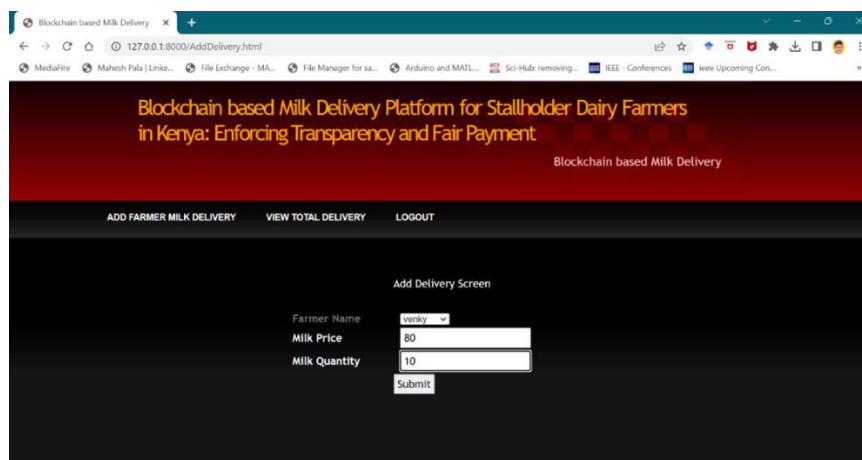 Blockchain based Milk Delivery
127.0.0.1:8000/AddDelivery.html
MediaFire Mahesh Pala | Linke... File Exchange - MA... File Manager for sa... Arduino and MATL... Sci-Hub: removing... IEEE - Conferences ieee Upcoming Con...
Blockchain based Milk Delivery Platform for Stallholder Dairy Farmers
in Kenya: Enforcing Transparency and Fair Payment
Blockchain based Milk Delivery
ADD FARMER MILK DELIVERY VIEW TOTAL DELIVERY LOGOUT
Add Delivery Screen
Farmer Name venky
Milk Price 80
Milk Quantity 10
Submit